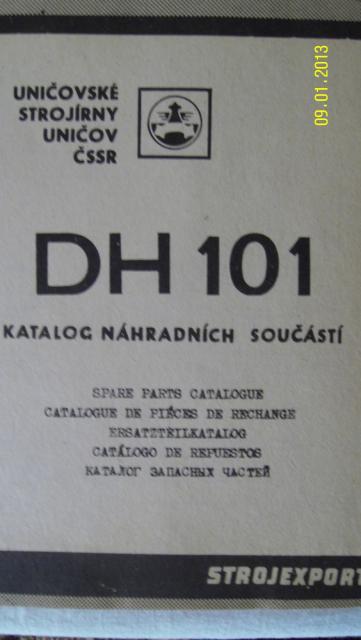 UNIČOVSKÉ
STROJÍRNY
UNIČOV
ČSSR
09.01.2013
DH 101
KATALOG NÁHRADNÍCH SOUČÁSTÍ
SPARE PARTS CATALOGUE
CATALOGUE DE PIÉCES DE RECHANGE
ERSATZTEILKATALOG
CATÁLOGO DE REPUESTOS
КАТАЛОГ ЗАПАСНЫХ ЧАСТЕЙ
STROJEXPORT